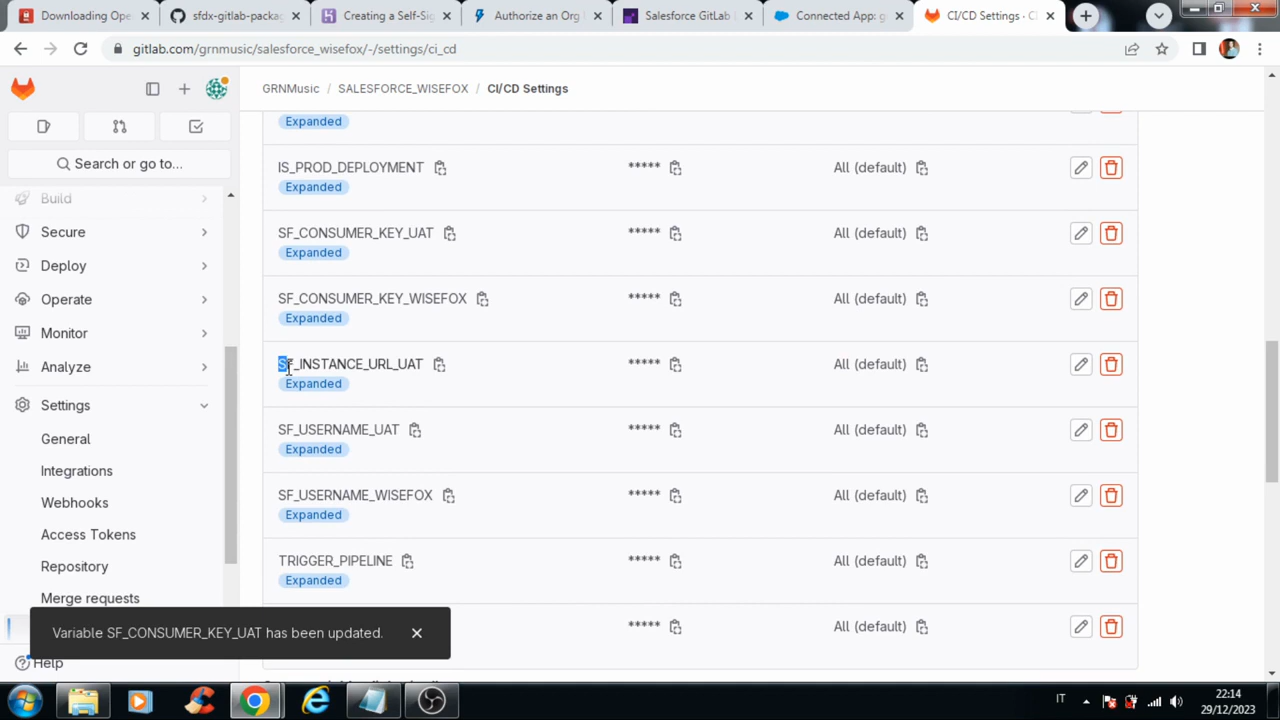 Downloading Ope
sfdx-gitlab-packa
Creating a Self-Si
Authorize an Org
Salesforce GitLab
Connected App: g
CI/CD Settings · C
gitlab.com/grnmusic/salesforce_wisefox/-/settings/ci_cd
GRNMusic / SALESFORCE_WISEFOX / CI/CD Settings
Search or go to...
Build
Secure
Deploy
Operate
Monitor
Analyze
Settings
General
Integrations
Webhooks
Access Tokens
Repository
Merge requests
Help
Expanded
IS_PROD_DEPLOYMENT ***** All (default)
Expanded
SF_CONSUMER_KEY_UAT ***** All (default)
Expanded
SF_CONSUMER_KEY_WISEFOX ***** All (default)
Expanded
SF_INSTANCE_URL_UAT ***** All (default)
Expanded
SF_USERNAME_UAT ***** All (default)
Expanded
SF_USERNAME_WISEFOX ***** All (default)
Expanded
TRIGGER_PIPELINE ***** All (default)
Expanded
***** All (default)
Variable SF_CONSUMER_KEY_UAT has been updated.
IT
22:14
29/12/2023